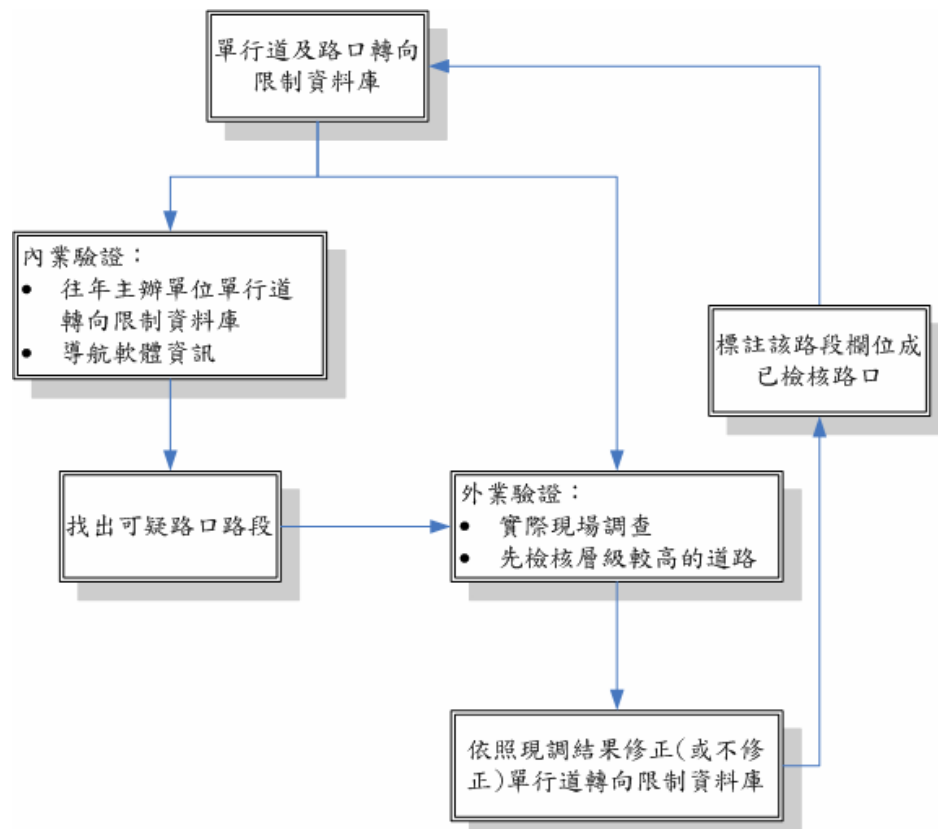 單行道及路口轉向
限制資料庫
內業驗證：
● 往年主辦單位單行道
轉向限制資料庫
● 導航軟體資訊
標註該路段欄位成
已檢核路口
找出可疑路口路段
外業驗證：
● 實際現場調查
● 先檢核層級較高的道路
依照現調結果修正(或不修
正)單行道轉向限制資料庫